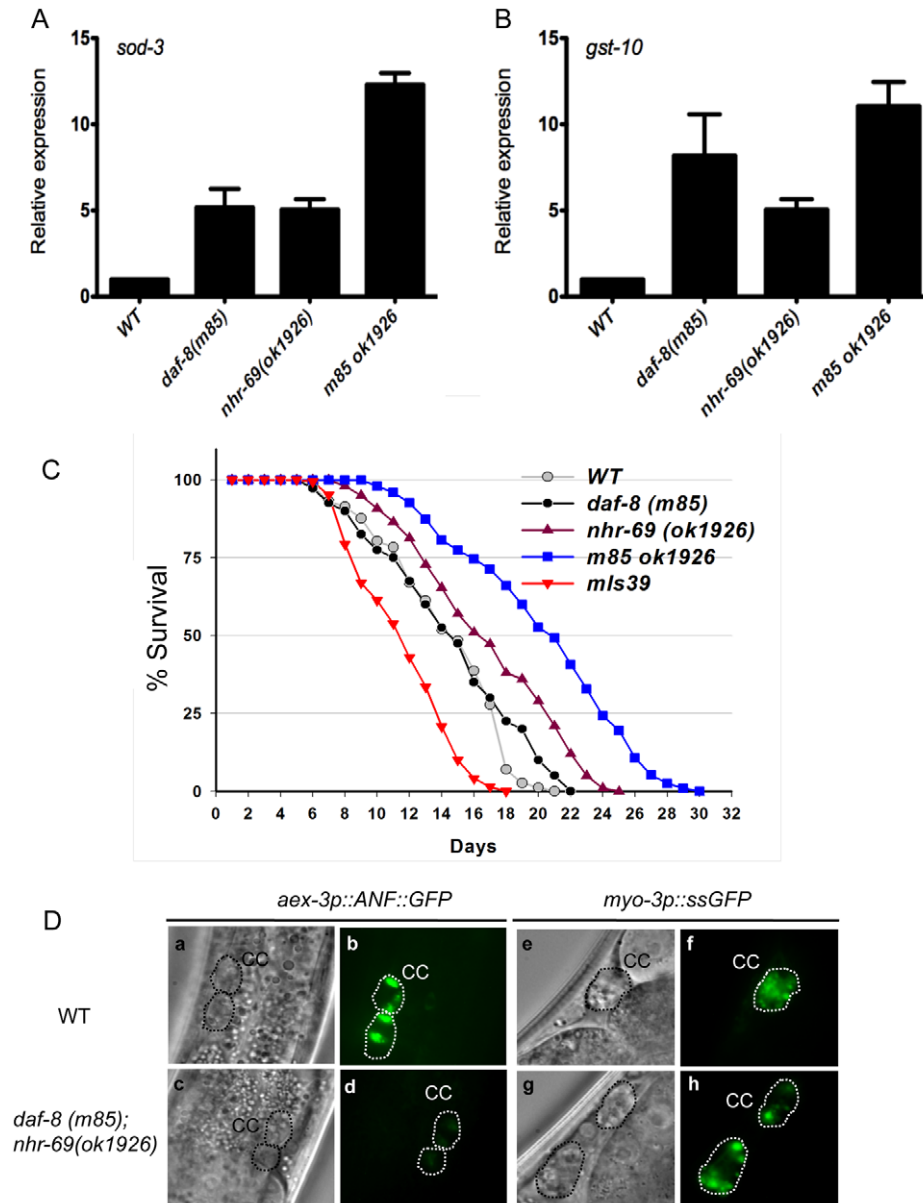 A
B
sod-3
gst-10
Relative expression
Relative expression
15
10
5
0
15
10
5
0
WT
daf-8(m85)
nhr-69(ok1926)
m85 ok1926
WT
daf-8(m85)
nhr-69(ok1926)
m85 ok1926
C
% Survival
100
75
50
25
0
WT
daf-8 (m85)
nhr-69 (ok1926)
m85 ok1926
mIs39
0 2 4 6 8 10 12 14 16 18 20 22 24 26 28 30 32
Days
D
aex-3p::ANF::GFP
myo-3p::ssGFP
WT
a CC
b CC
e CC
f CC
daf-8 (m85);
nhr-69(ok1926)
c CC
d CC
g
h CC